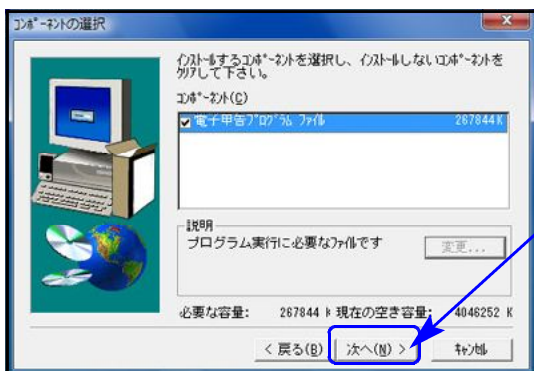 ｺﾝﾎﾟｰﾈﾝﾄの選択
ｲﾝｽﾄｰﾙするｺﾝﾎﾟｰﾈﾝﾄを選択し、ｲﾝｽﾄｰﾙしないｺﾝﾎﾟｰﾈﾝﾄを
ｸﾘｱして下さい。
ｺﾝﾎﾟｰﾈﾝﾄ(C)
電子申告ﾌﾟﾛｸﾞﾗﾑ ﾌｧｲﾙ 267844 K
説明
プログラム実行に必要なﾌｧｲﾙです
変更...
必要な容量: 267844 K 現在の空き容量: 4046252 K
< 戻る(B) 次へ(N) > ｷｬﾝｾﾙ